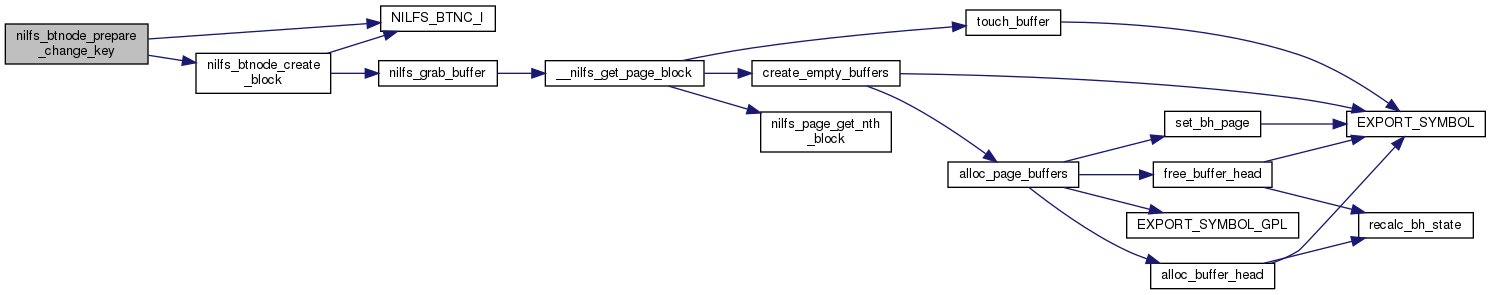 nilfs_btnode_prepare
_change_key
NILFS_BTNC_I
nilfs_btnode_create
_block
nilfs_grab_buffer
__nilfs_get_page_block
touch_buffer
create_empty_buffers
nilfs_page_get_nth
_block
alloc_page_buffers
set_bh_page
free_buffer_head
EXPORT_SYMBOL_GPL
alloc_buffer_head
EXPORT_SYMBOL
recalc_bh_state